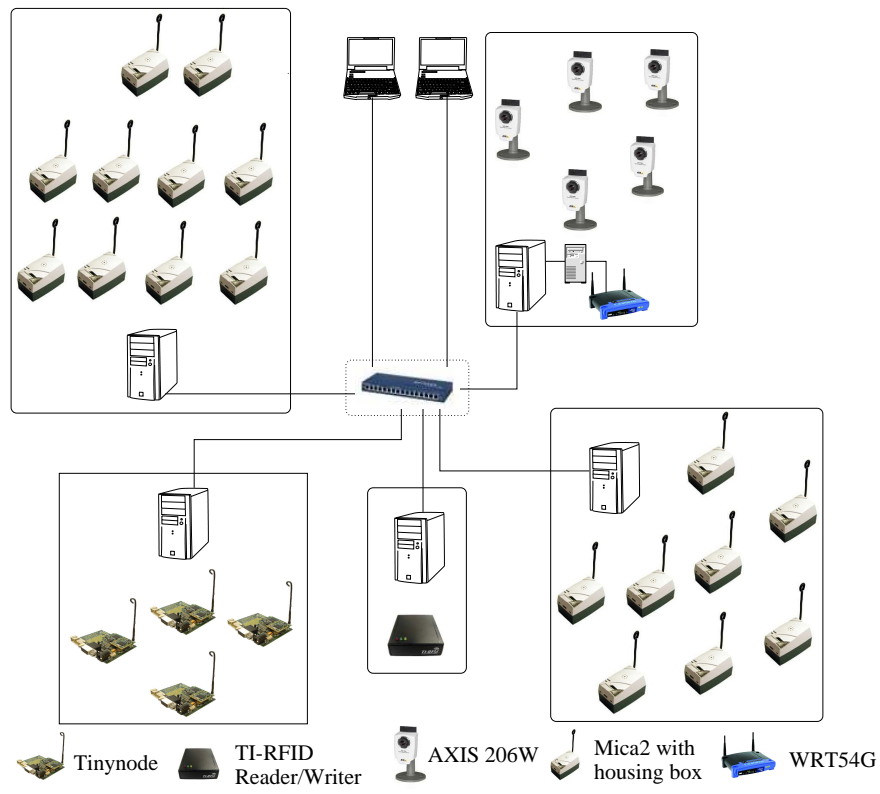 Tinynode
TI-RFID
Reader/Writer
AXIS 206W
Mica2 with
housing box
WRT54G